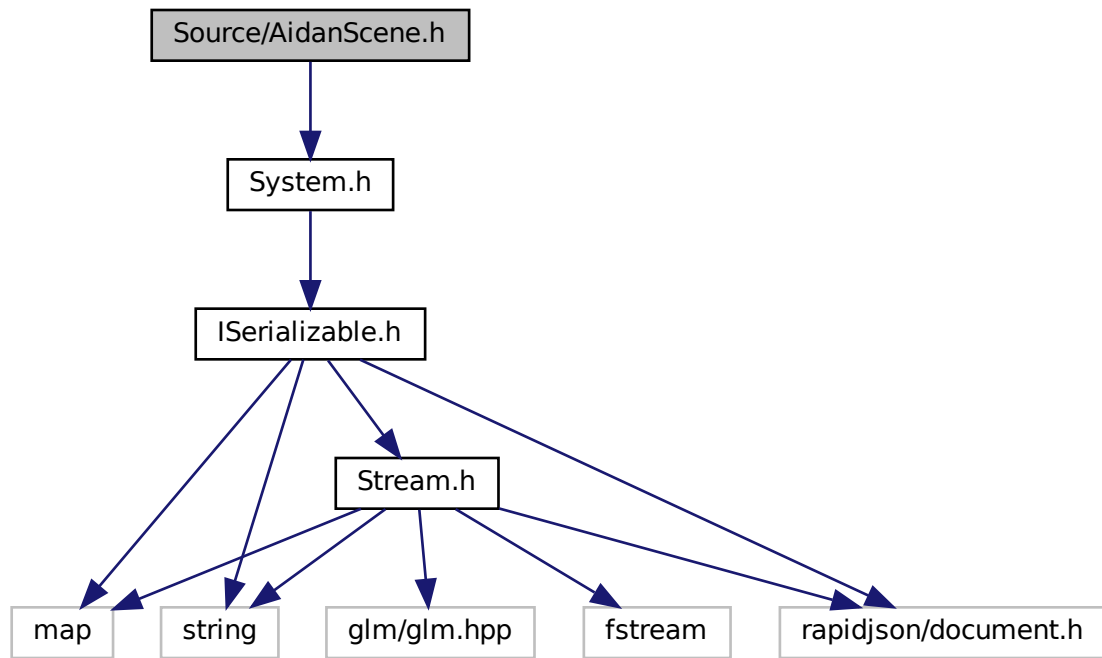 Source/AidanScene.h
System.h
ISerializable.h
Stream.h
map
string
glm/glm.hpp
fstream
rapidjson/document.h